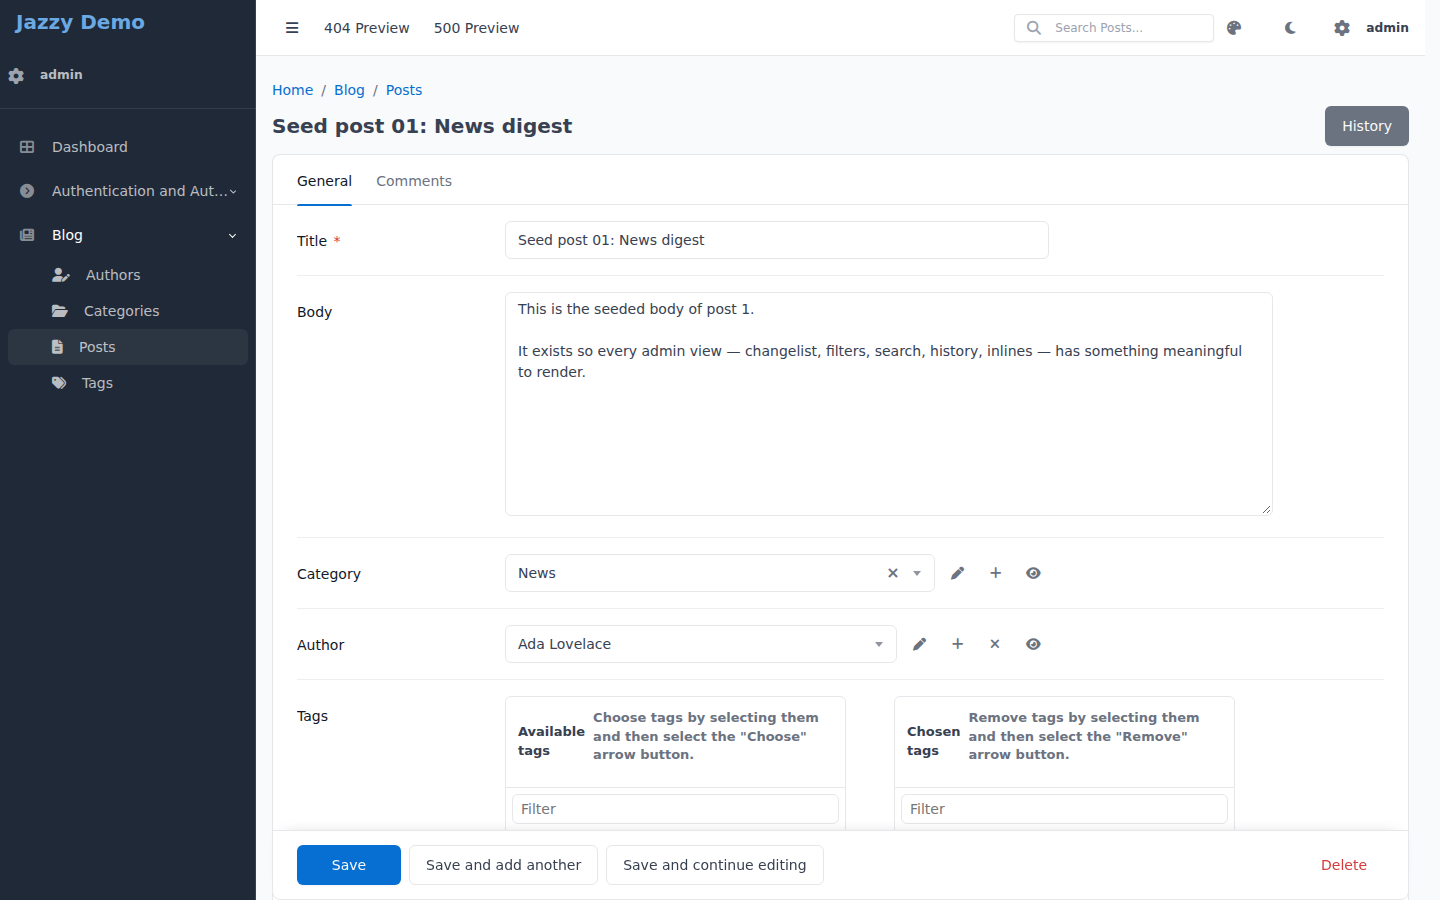 Jazzy Demo
admin
Dashboard
Authentication and Aut...
Blog
Authors
Categories
Posts
Tags
404 Preview
500 Preview
Search Posts...
admin
Home / Blog / Posts
Seed post 01: News digest
History
General
Comments
Title *
Seed post 01: News digest
Body
This is the seeded body of post 1.
It exists so every admin view — changelist, filters, search, history, inlines — has something meaningful
to render.
Category
News
Author
Ada Lovelace
Tags
Available
tags
Choose tags by selecting them
and then select the "Choose"
arrow button.
Filter
Chosen
tags
Remove tags by selecting them
and then select the "Remove"
arrow button.
Filter
Save
Save and add another
Save and continue editing
Delete